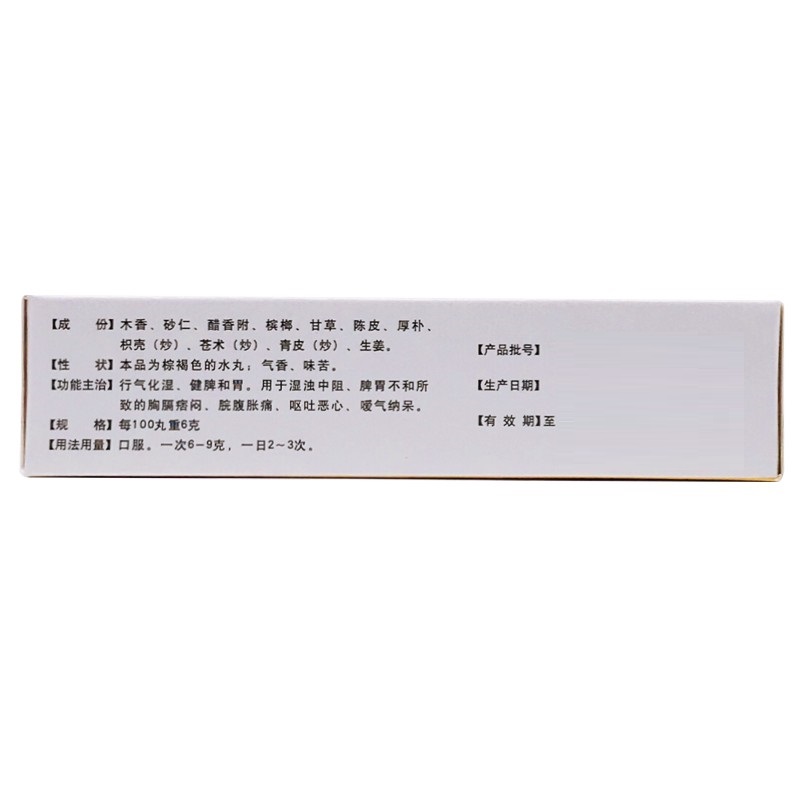 【成　份】木香、砂仁、醋香附、槟榔、甘草、陈皮、厚朴、
枳壳（炒）、苍术（炒）、青皮（炒）、生姜。
【性　状】本品为棕褐色的水丸；气香、味苦。
【功能主治】行气化湿、健脾和胃。用于湿浊中阻、脾胃不和所
致的胸膈痞闷、脘腹胀痛、呕吐恶心、嗳气纳呆。
【规　格】每100丸重6克
【用法用量】口服。一次6-9克，一日2～3次。
【产品批号】
【生产日期】
【有 效 期】至